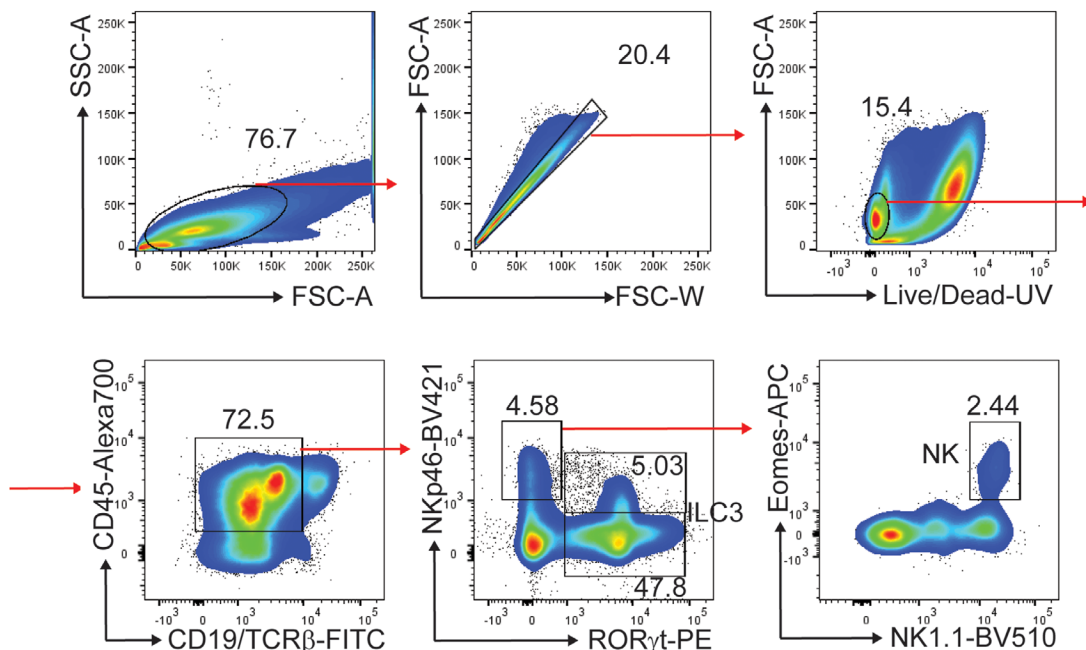 SSC-A
250K
200K
150K
100K
50K
0
76.7
0 50K 100K 150K 200K 250K
FSC-A
FSC-A
250K
200K
150K
100K
50K
0
20.4
0 50K 100K 150K 200K 250K
FSC-W
FSC-A
250K
200K
150K
100K
50K
0
15.4
-10³ 0 10³ 10⁴ 10⁵
Live/Dead-UV
CD45-Alexa700
10⁵
10⁴
10³
0
72.5
-10³ 0 10³ 10⁴ 10⁵
CD19/TCRβ-FITC
NKp46-BV421
10⁵
10⁴
10³
0
4.58
5.03
ILC3
47.8
-10³ 0 10³ 10⁴ 10⁵
RORγt-PE
Eomes-APC
10⁵
10⁴
10³
0
-10³
2.44
NK
-10³ 0 10³ 10⁴ 10⁵
NK1.1-BV510